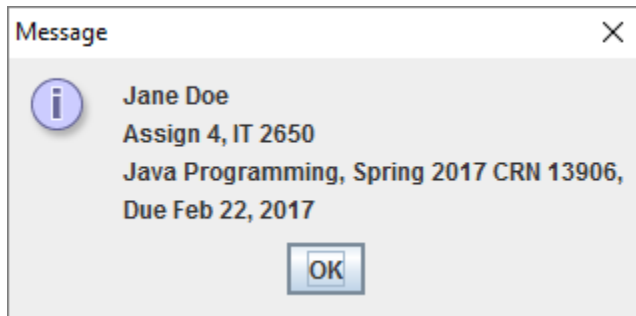 Message
Jane Doe
Assign 4, IT 2650
Java Programming, Spring 2017 CRN 13906,
Due Feb 22, 2017
OK